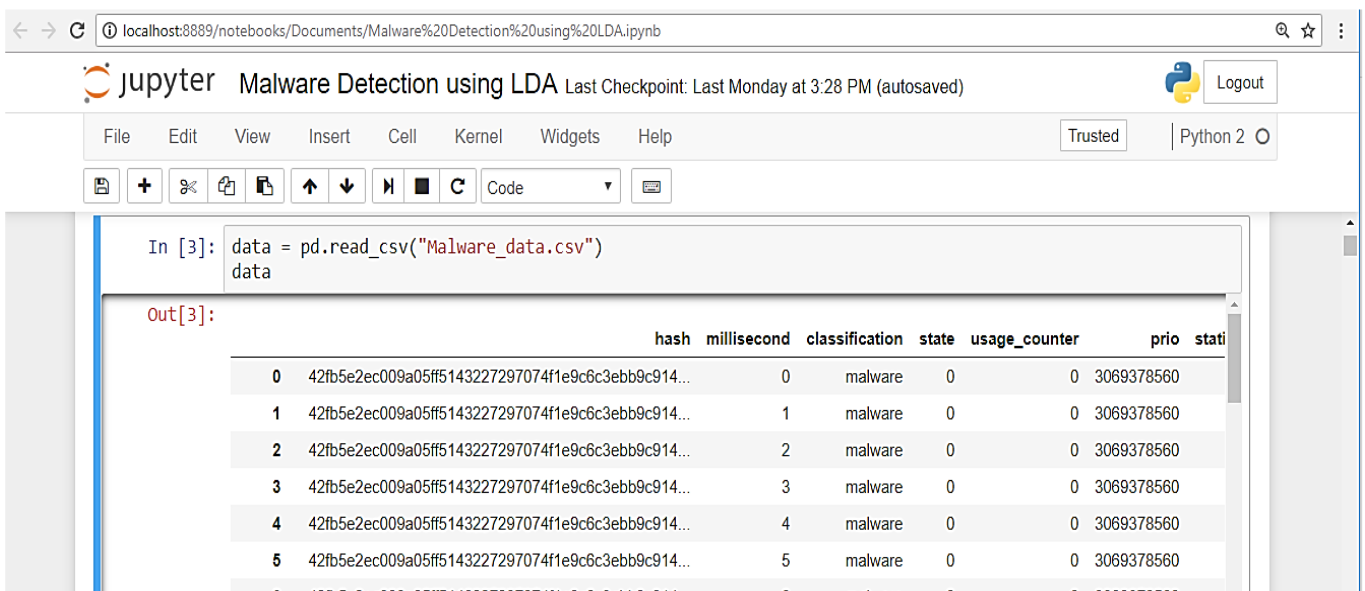 localhost:8889/notebooks/Documents/Malware%20Detection%20using%20LDA.ipynb
jupyter Malware Detection using LDA Last Checkpoint: Last Monday at 3:28 PM (autosaved) Logout
File Edit View Insert Cell Kernel Widgets Help Trusted Python 2
Code
In [3]: data = pd.read_csv("Malware_data.csv")
data
Out[3]:
hash millisecond classification state usage_counter prio stati
0 42fb5e2ec009a05ff5143227297074f1e9c6c3ebb9c914... 0 malware 0 0 3069378560
1 42fb5e2ec009a05ff5143227297074f1e9c6c3ebb9c914... 1 malware 0 0 3069378560
2 42fb5e2ec009a05ff5143227297074f1e9c6c3ebb9c914... 2 malware 0 0 3069378560
3 42fb5e2ec009a05ff5143227297074f1e9c6c3ebb9c914... 3 malware 0 0 3069378560
4 42fb5e2ec009a05ff5143227297074f1e9c6c3ebb9c914... 4 malware 0 0 3069378560
5 42fb5e2ec009a05ff5143227297074f1e9c6c3ebb9c914... 5 malware 0 0 3069378560